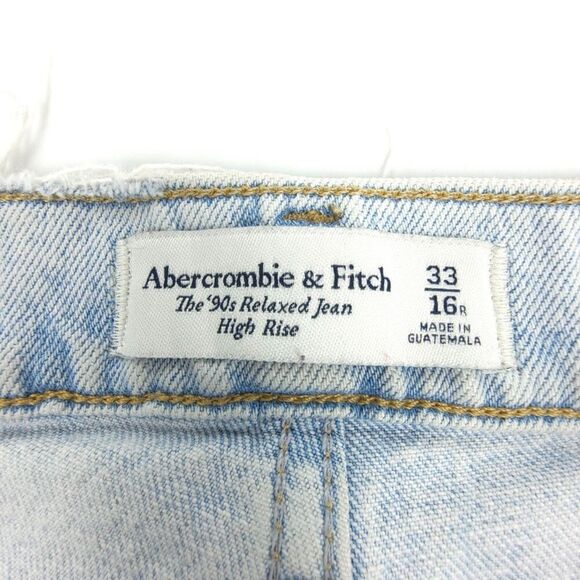 Abercrombie & Fitch
The '90s Relaxed Jean
High Rise
33
16R
MADE IN
GUATEMALA